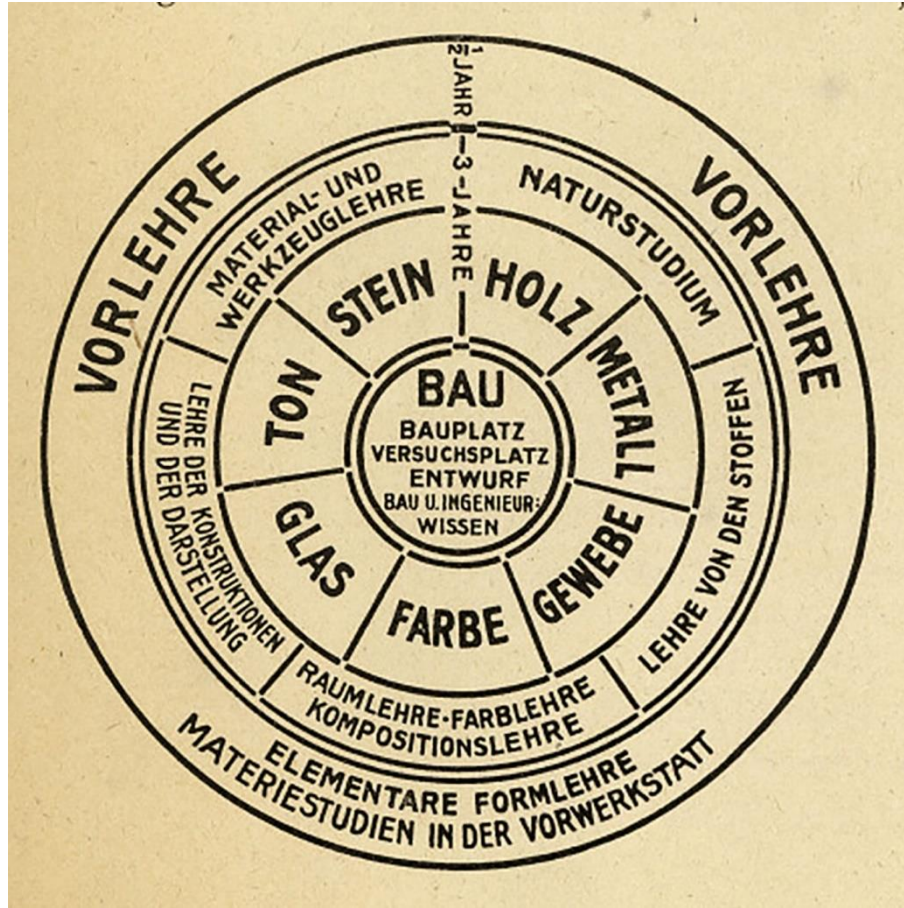 1/2 JAHR
VORLEHRE
VORLEHRE
3-JAHRE
MATERIAL- UND
WERKZEUGLEHRE
NATURSTUDIUM
LEHRE VON DEN STOFFEN
RAUMLEHRE·FARBLEHRE
KOMPOSITIONSLEHRE
LEHRE DER KONSTRUKTIONEN
UND DER DARSTELLUNG
STEIN
HOLZ
METALL
GEWEBE
FARBE
GLAS
TON
BAU
BAUPLATZ
VERSUCHSPLATZ
ENTWURF
BAU U. INGENIEUR:
WISSEN
ELEMENTARE FORMLEHRE
MATERIESTUDIEN IN DER VORWERKSTATT